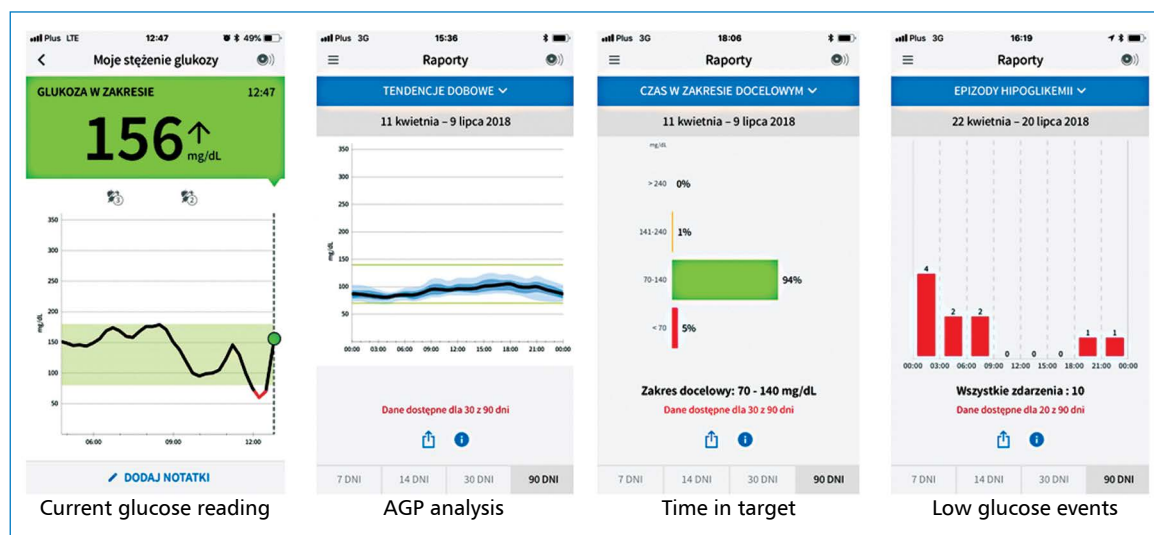 Plus LTE 12:47 49%
Moje stężenie glukozy
GLUKOZA W ZAKRESIE 12:47
156
mg/dL
3 2
350
300
250
200
mg/dL
150
100
50
06:00 09:00 12:00
DODAJ NOTATKI
Current glucose reading
Plus 3G 15:36
Raporty
TENDENCJE DOBOWE
11 kwietnia – 9 lipca 2018
350
300
250
200
mg/dL
150
100
50
00:00 03:00 06:00 09:00 12:00 15:00 18:00 21:00 00:00
Dane dostępne dla 30 z 90 dni
7 DNI 14 DNI 30 DNI 90 DNI
AGP analysis
Plus 3G 18:06
Raporty
CZAS W ZAKRESIE DOCELOWYM
11 kwietnia – 9 lipca 2018
mg/dL
> 240 0%
141-240 1%
70-140 94%
< 70 5%
Zakres docelowy: 70 - 140 mg/dL
Dane dostępne dla 30 z 90 dni
7 DNI 14 DNI 30 DNI 90 DNI
Time in target
Plus 3G 16:19
Raporty
EPIZODY HIPOGLIKEMII
22 kwietnia – 20 lipca 2018
4 2 2 0 0 0 1 1
00:00 03:00 06:00 09:00 12:00 15:00 18:00 21:00 00:00
Wszystkie zdarzenia : 10
Dane dostępne dla 20 z 90 dni
7 DNI 14 DNI 30 DNI 90 DNI
Low glucose events